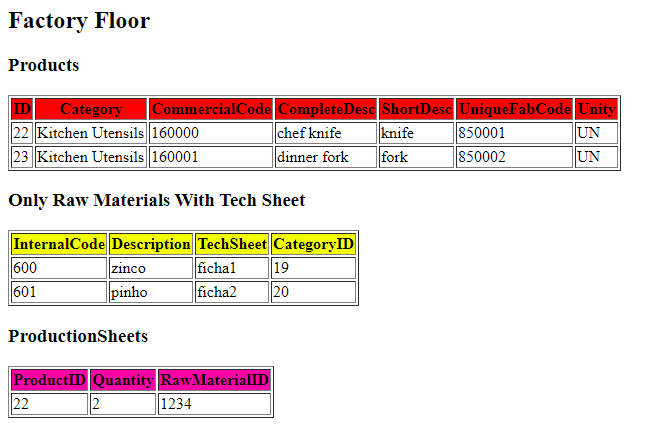 Factory Floor
Products
ID Category CommercialCode CompleteDesc ShortDesc UniqueFabCode Unity
22 Kitchen Utensils 160000 chef knife knife 850001 UN
23 Kitchen Utensils 160001 dinner fork fork 850002 UN
Only Raw Materials With Tech Sheet
InternalCode Description TechSheet CategoryID
600 zinco ficha1 19
601 pinho ficha2 20
ProductionSheets
ProductID Quantity RawMaterialID
22 2 1234